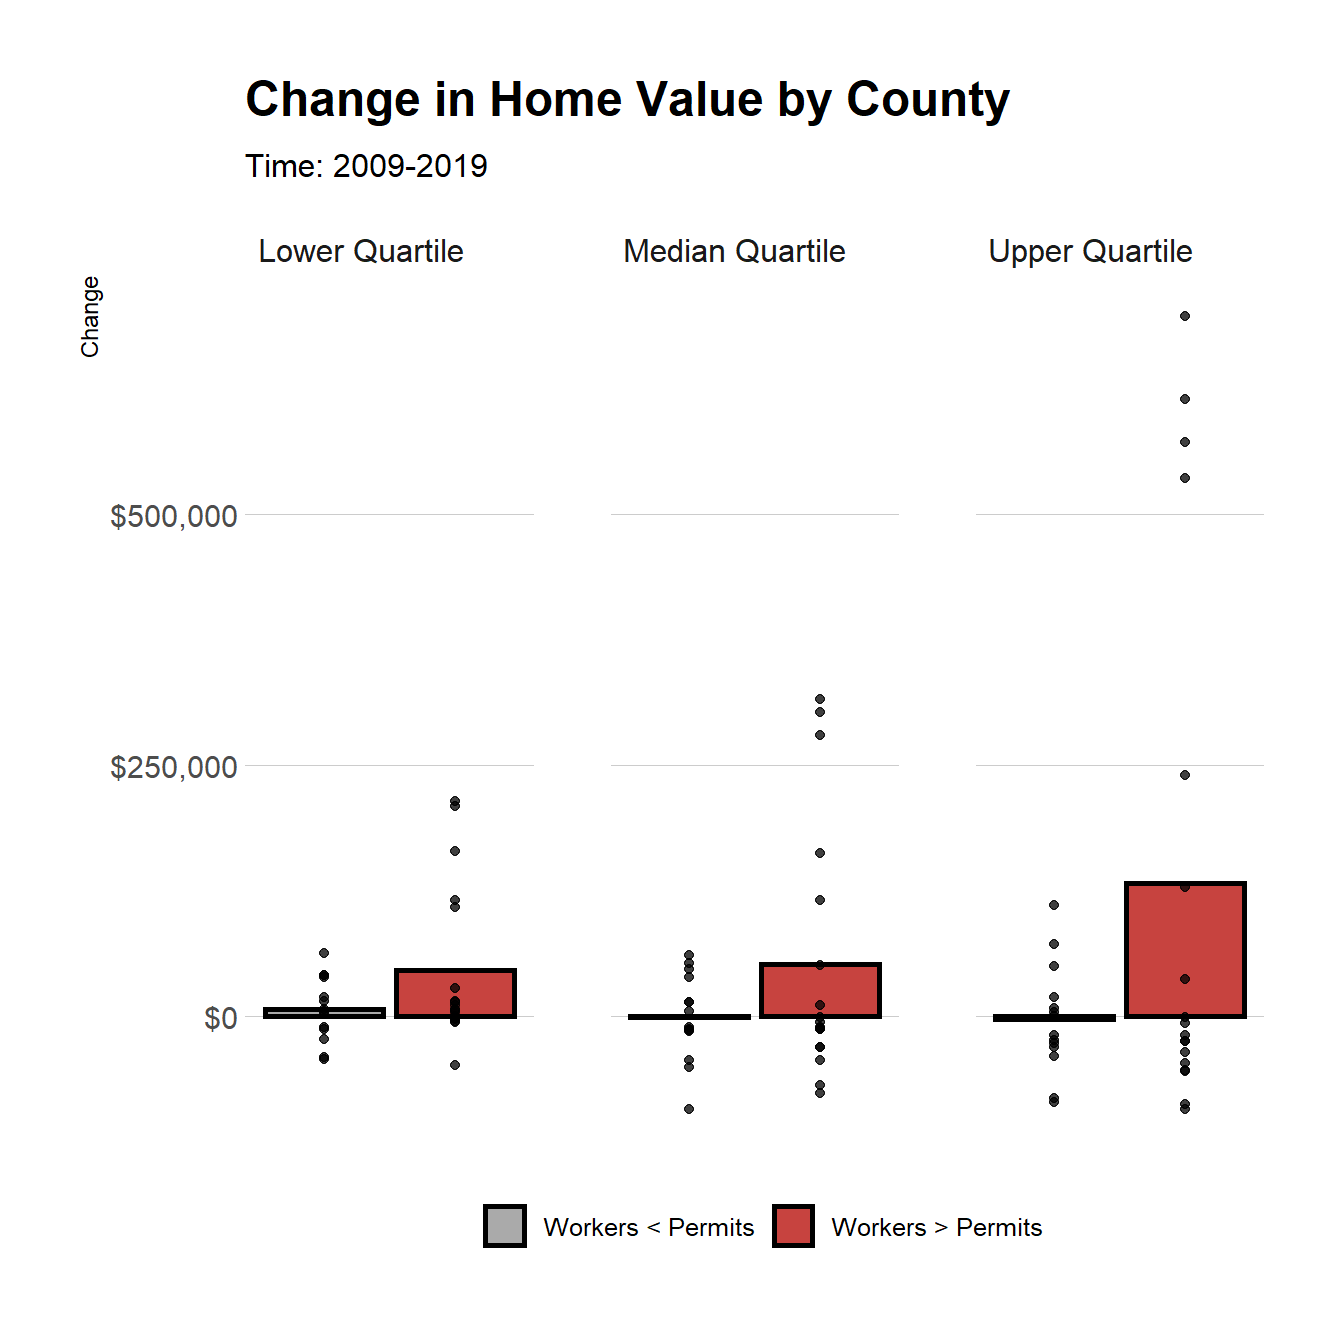 Change in Home Value by County
Time: 2009-2019
Lower Quartile
Median Quartile
Upper Quartile
Change
$500,000
$250,000
$0
Workers < Permits
Workers > Permits